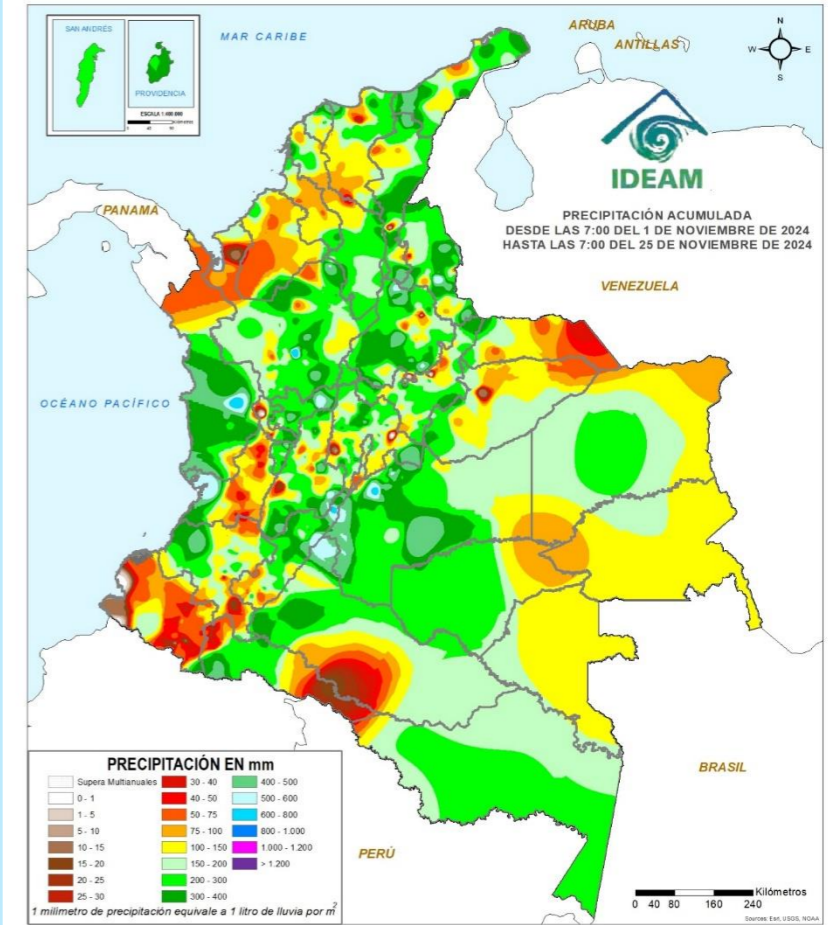 SAN ANDRÉS
PROVIDENCIA
MAR CARIBE
ARUBA
ANTILLAS
N
W
E
S
IDEAM
PANAMÁ
PRECIPITACIÓN ACUMULADA
DESDE LAS 7:00 DEL 1 DE NOVIEMBRE DE 2024
HASTA LAS 7:00 DEL 25 DE NOVIEMBRE DE 2024
VENEZUELA
OCÉANO PACÍFICO
BRASIL
PERÚ
PRECIPITACIÓN EN mm
Supera Multianuales
0 - 1
1 - 5
5 - 10
10 - 15
15 - 20
20 - 25
25 - 30
30 - 40
40 - 50
50 - 75
75 - 100
100 - 150
150 - 200
200 - 300
300 - 400
400 - 500
500 - 600
600 - 800
800 - 1.000
1.000 - 1.200
> 1.200
1 milímetro de precipitación equivale a 1 litro de lluvia por m²
Kilómetros
0 40 80 160 240
Sources: Esri, USGS, NOAA